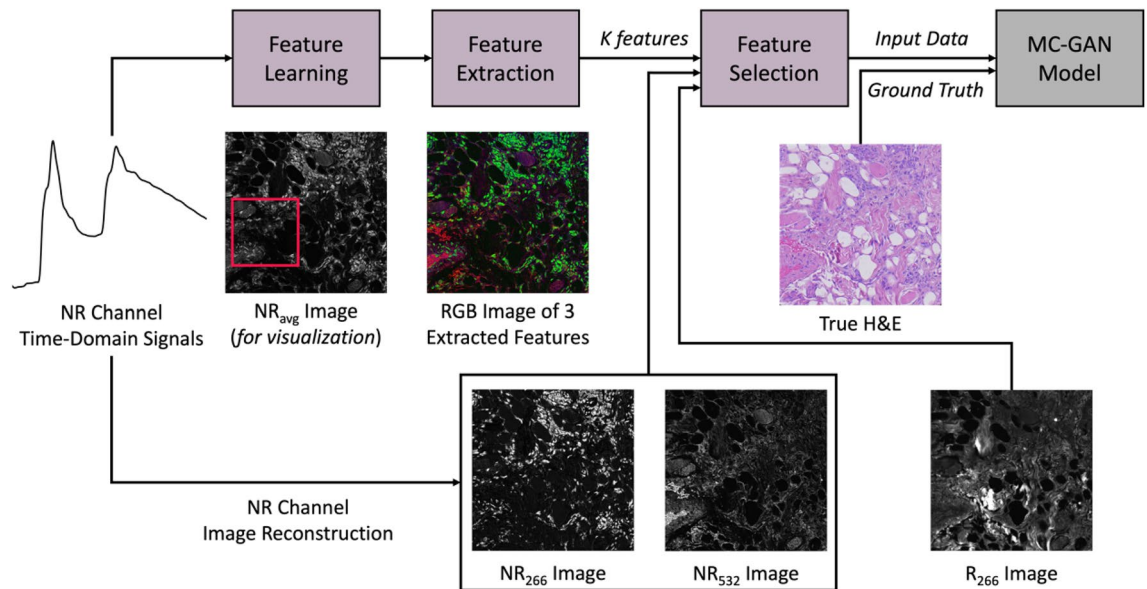 Feature
Learning
Feature
Extraction
K features
Feature
Selection
Input Data
Ground Truth
MC-GAN
Model
NR Channel
Time-Domain Signals
NRavg Image
(for visualization)
RGB Image of 3
Extracted Features
True H&E
NR Channel
Image Reconstruction
NR266 Image
NR532 Image
R266 Image